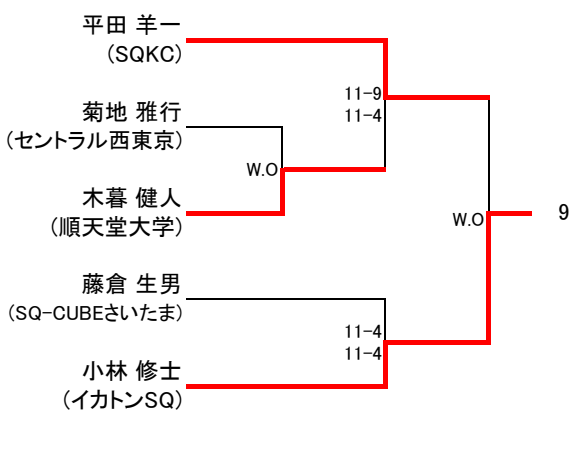 平田 羊一
(SQKC)
11-9
11-4
菊地 雅行
(セントラル西東京)
W.O
木暮 健人
(順天堂大学)
W.O
9
藤倉 生男
(SQ-CUBEさいたま)
11-4
11-4
小林 修士
(イカトンSQ)